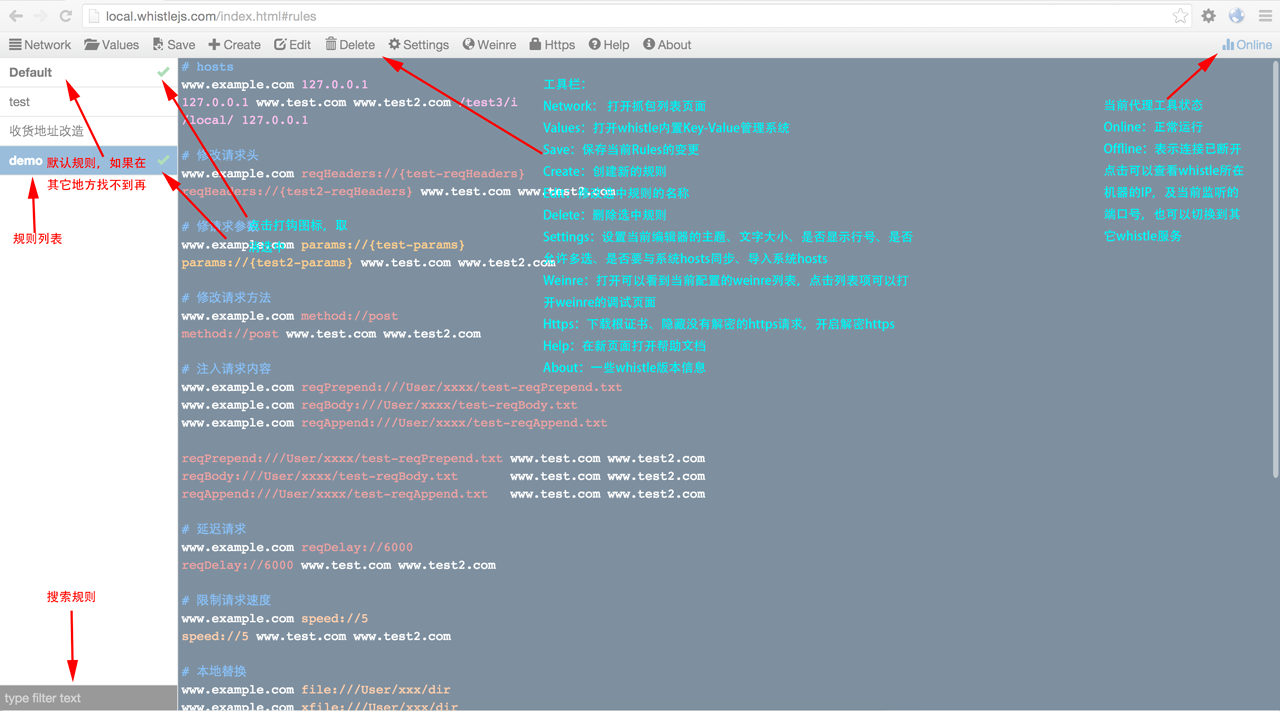 local.whistlejs.com/index.html#rules
Network Values Save Create Edit Delete Settings Weinre Https Help About Online
Default
test
收货地址改造
demo
默认规则，如果在
其它地方找不到再
规则列表
点击打钩图标，取
搜索规则
type filter text
# hosts
www.example.com 127.0.0.1
127.0.0.1 www.test.com www.test2.com /test3/i
/local/ 127.0.0.1
# 修改请求头
www.example.com reqHeaders://{test-reqHeaders}
reqHeaders://{test2-reqHeaders} www.test.com www.test2.com
# 修请求参数
www.example.com params://{test-params}
params://{test2-params} www.test.com www.test2.com
# 修改请求方法
www.example.com method://post
method://post www.test.com www.test2.com
# 注入请求内容
www.example.com reqPrepend:///User/xxxx/test-reqPrepend.txt
www.example.com reqBody:///User/xxxx/test-reqBody.txt
www.example.com reqAppend:///User/xxxx/test-reqAppend.txt
reqPrepend:///User/xxxx/test-reqPrepend.txt www.test.com www.test2.com
reqBody:///User/xxxx/test-reqBody.txt www.test.com www.test2.com
reqAppend:///User/xxxx/test-reqAppend.txt www.test.com www.test2.com
# 延迟请求
www.example.com reqDelay://6000
reqDelay://6000 www.test.com www.test2.com
# 限制请求速度
www.example.com speed://5
speed://5 www.test.com www.test2.com
# 本地替换
www.example.com file:///User/xxx/dir
www.example.com xfile:///User/xxx/dir
工具栏：
Network： 打开抓包列表页面
Values：打开whistle内置Key-Value管理系统
Save：保存当前Rules的变更
Create：创建新的规则
Edit：修改选中规则的名称
Delete：删除选中规则
Settings：设置当前编辑器的主题、文字大小、是否显示行号、是否
允许多选、是否要与系统hosts同步、导入系统hosts
Weinre：打开可以看到当前配置的weinre列表，点击列表项可以打
开weinre的调试页面
Https：下载根证书、隐藏没有解密的https请求，开启解密https
Help：在新页面打开帮助文档
About：一些whistle版本信息
当前代理工具状态
Online：正常运行
Offline：表示连接已断开
点击可以查看whistle所在
机器的IP，及当前监听的
端口号，也可以切换到其
它whistle服务